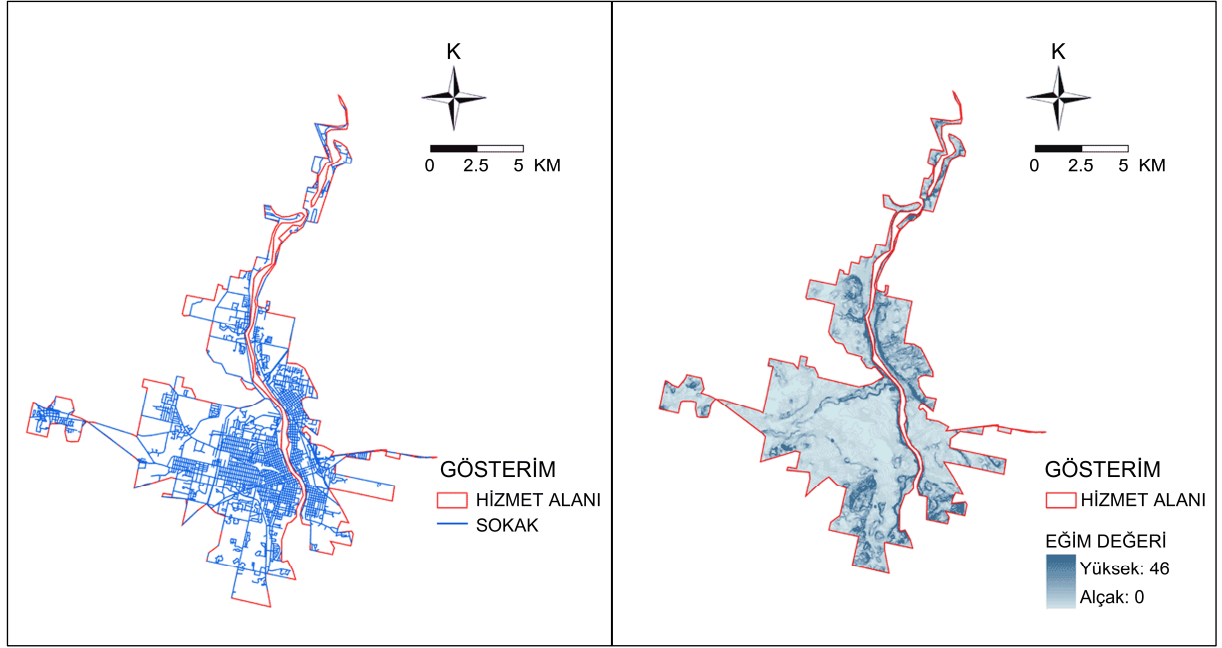 K
0 2.5 5 KM
GÖSTERİM
HİZMET ALANI
SOKAK
K
0 2.5 5 KM
GÖSTERİM
HİZMET ALANI
EĞİM DEĞERİ
Yüksek: 46
Alçak: 0